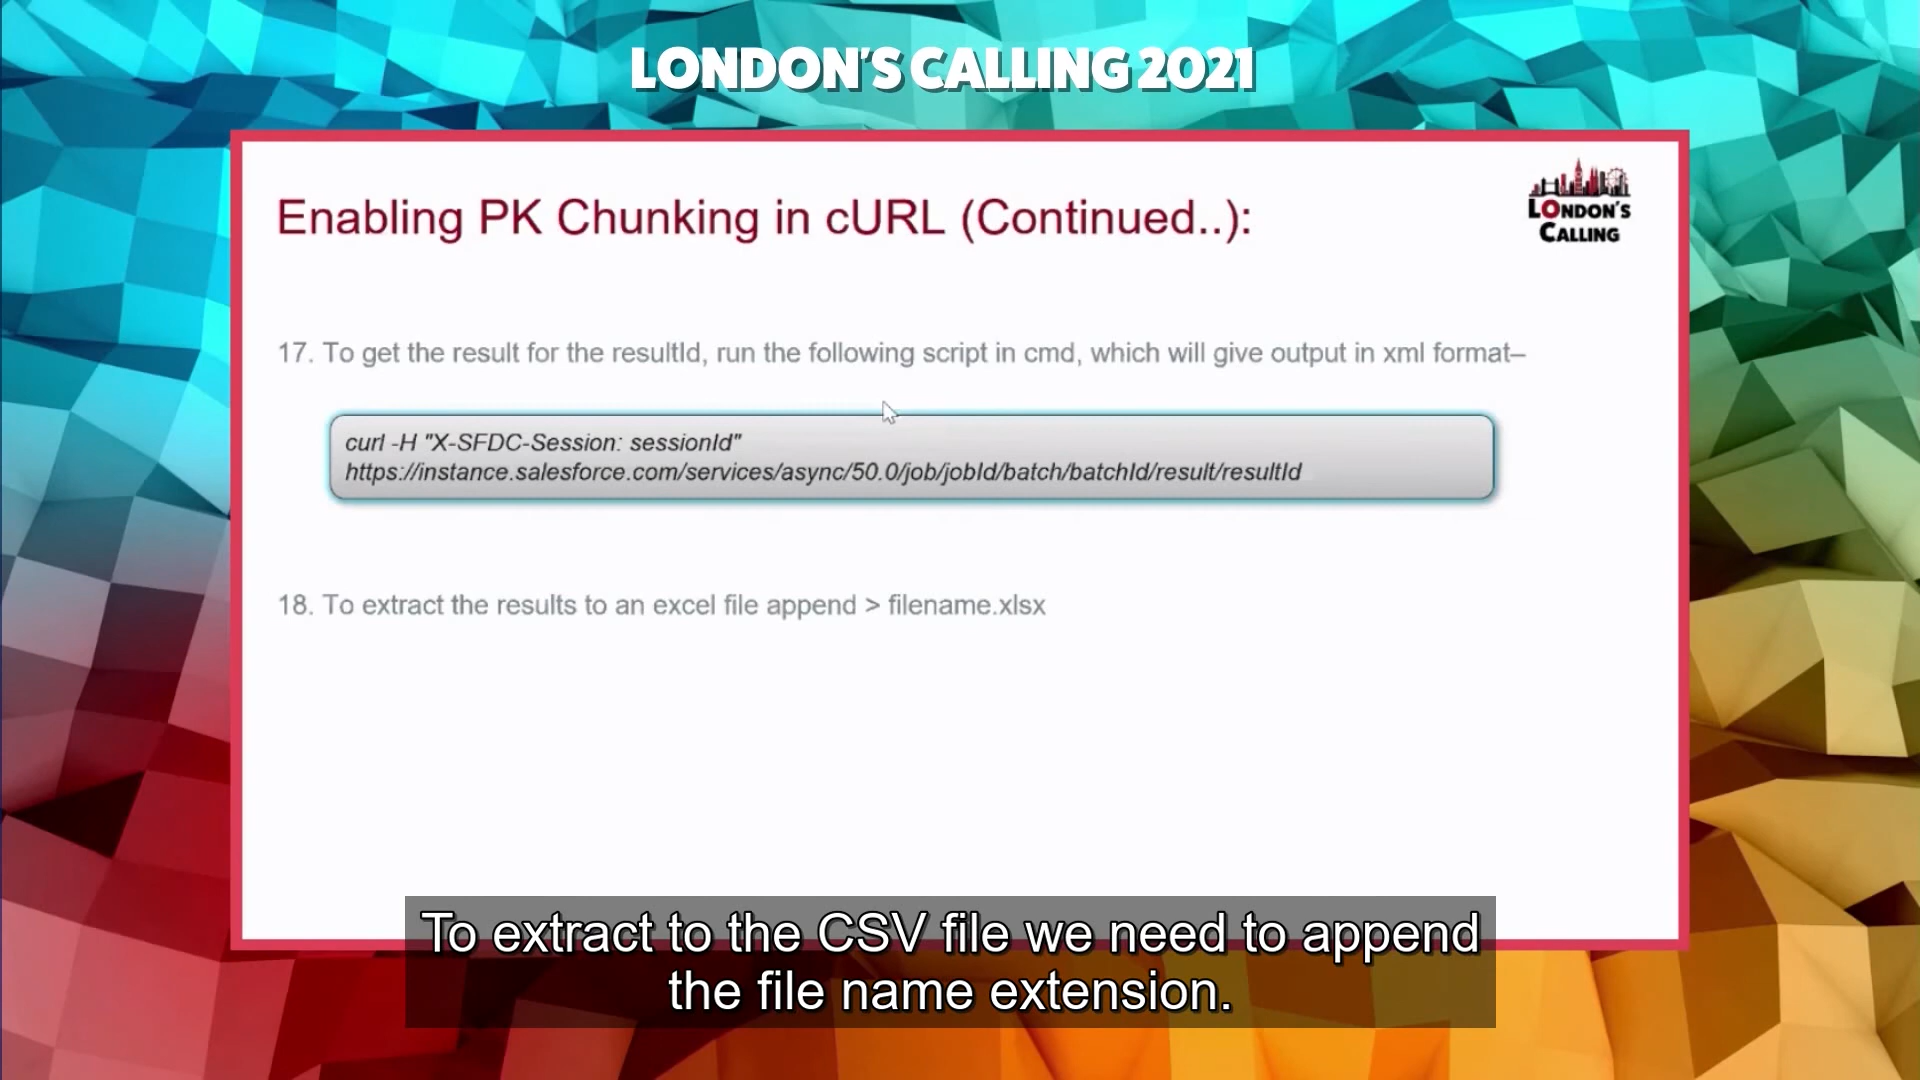 LONDON'S CALLING 2021
LONDON'S
CALLING
Enabling PK Chunking in cURL (Continued..):
17. To get the result for the resultId, run the following script in cmd, which will give output in xml format–
curl -H "X-SFDC-Session: sessionId"
https://instance.salesforce.com/services/async/50.0/job/jobId/batch/batchId/result/resultId
18. To extract the results to an excel file append > filename.xlsx
To extract to the CSV file we need to append
the file name extension.